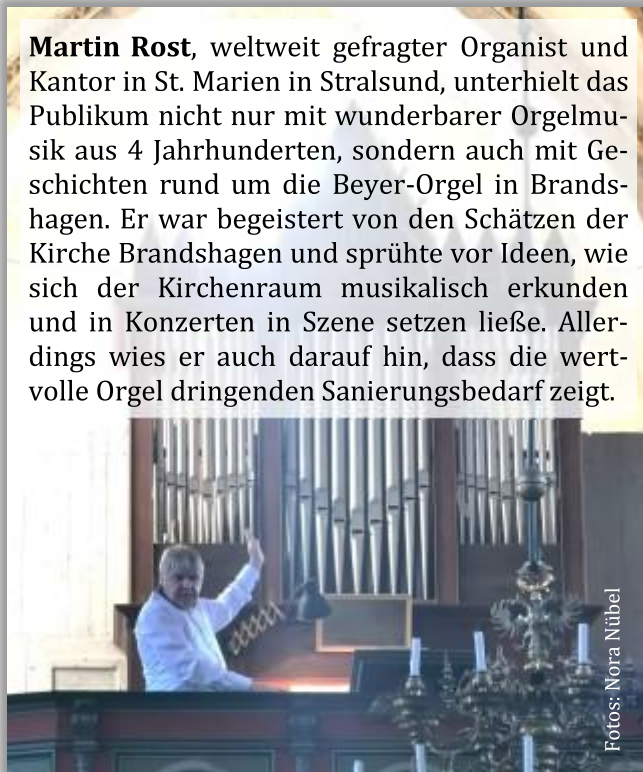 Martin Rost, weltweit gefragter Organist und
Kantor in St. Marien in Stralsund, unterhielt das
Publikum nicht nur mit wunderbarer Orgelmu-
sik aus 4 Jahrhunderten, sondern auch mit Ge-
schichten rund um die Beyer-Orgel in Brands-
hagen. Er war begeistert von den Schätzen der
Kirche Brandshagen und sprühte vor Ideen, wie
sich der Kirchenraum musikalisch erkunden
und in Konzerten in Szene setzen ließe. Aller-
dings wies er auch darauf hin, dass die wert-
volle Orgel dringenden Sanierungsbedarf zeigt.
Fotos: Nora Nübel